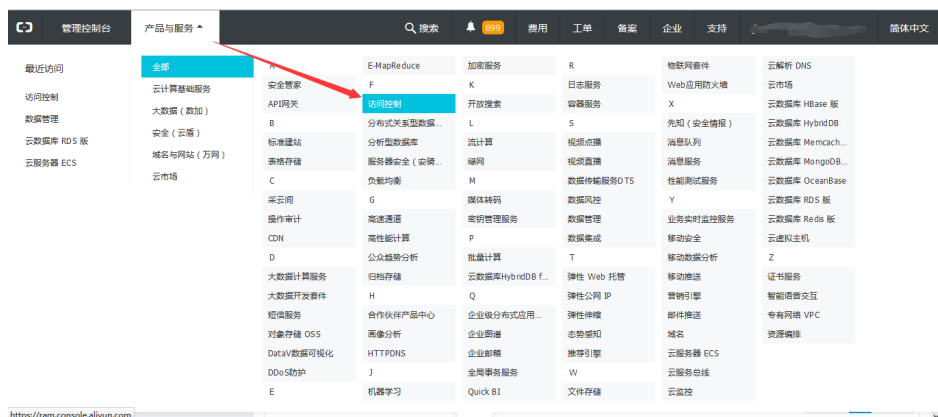 管理控制台
产品与服务
搜索
699
费用
工单
备案
企业
支持
简体中文
最近访问
访问控制
数据管理
云数据库 RDS 版
云服务器 ECS
全部
云计算基础服务
大数据（数加）
安全（云盾）
域名与网站（万网）
云市场
A
安全管家
API网关
B
标准建站
表格存储
C
采云间
操作审计
CDN
D
大数据计算服务
大数据开发套件
短信服务
对象存储 OSS
DataV数据可视化
DDoS防护
E
E-MapReduce
F
访问控制
分布式关系型数据...
分析型数据库
服务器安全（安骑...
负载均衡
G
高速通道
高性能计算
公众趋势分析
归档存储
H
合作伙伴产品中心
画像分析
HTTPDNS
J
机器学习
加密服务
K
开放搜索
L
流计算
绿网
M
媒体转码
密钥管理服务
P
批量计算
云数据库HybridDB f...
Q
企业级分布式应用...
企业图谱
企业邮箱
全局事务服务
Quick BI
R
日志服务
容器服务
S
视频点播
视频直播
数据传输服务DTS
数据风控
数据管理
数据集成
T
弹性 Web 托管
弹性公网 IP
弹性伸缩
态势感知
推荐引擎
W
文件存储
物联网套件
Web应用防火墙
X
先知（安全情报）
消息队列
消息服务
性能测试服务
Y
业务实时监控服务
移动安全
移动数据分析
移动推送
营销引擎
邮件推送
域名
云服务器 ECS
云服务总线
云监控
云解析 DNS
云市场
云数据库 HBase 版
云数据库 HybridDB
云数据库 Memcach...
云数据库 MongoDB...
云数据库 OceanBase
云数据库 RDS 版
云数据库 Redis 版
云虚拟主机
Z
证书服务
智能语音交互
专有网络 VPC
资源编排
https://ram.console.aliyun.com